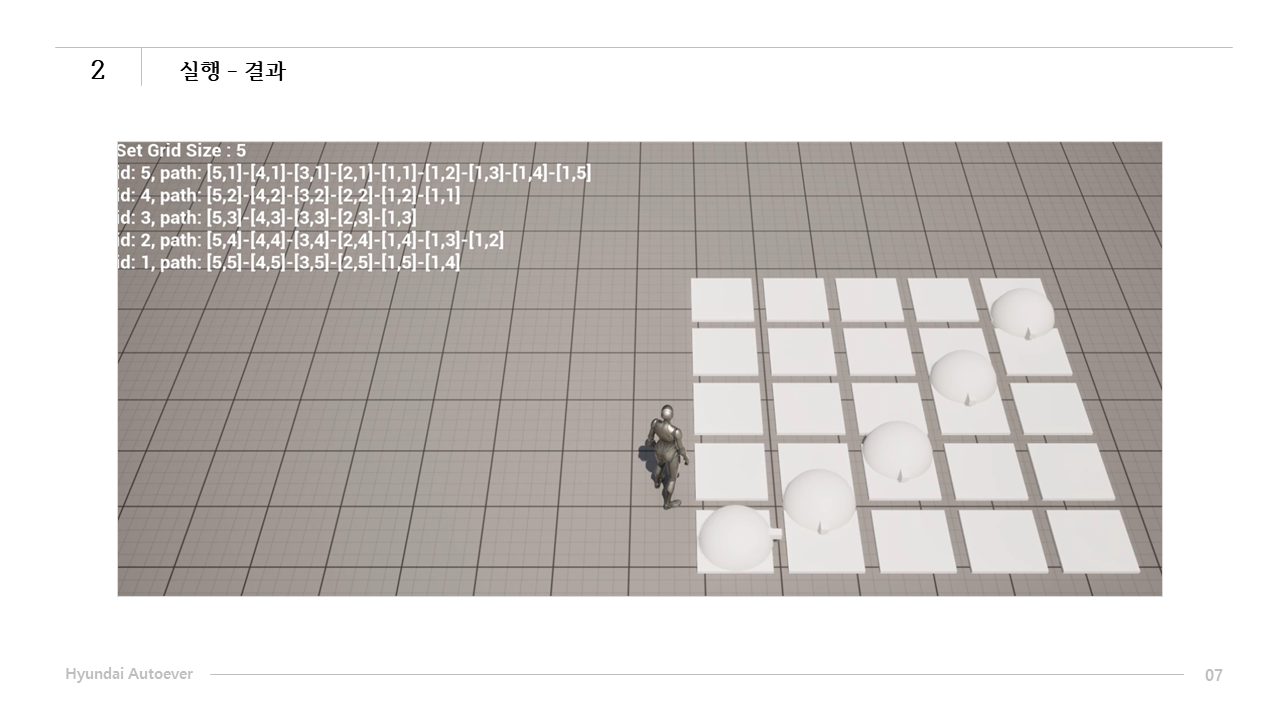 2
실행 - 결과
Set Grid Size : 5
id: 5, path: [5,1]-[4,1]-[3,1]-[2,1]-[1,1]-[1,2]-[1,3]-[1,4]-[1,5]
id: 4, path: [5,2]-[4,2]-[3,2]-[2,2]-[1,2]-[1,1]
id: 3, path: [5,3]-[4,3]-[3,3]-[2,3]-[1,3]
id: 2, path: [5,4]-[4,4]-[3,4]-[2,4]-[1,4]-[1,3]-[1,2]
id: 1, path: [5,5]-[4,5]-[3,5]-[2,5]-[1,5]-[1,4]
Hyundai Autoever
07